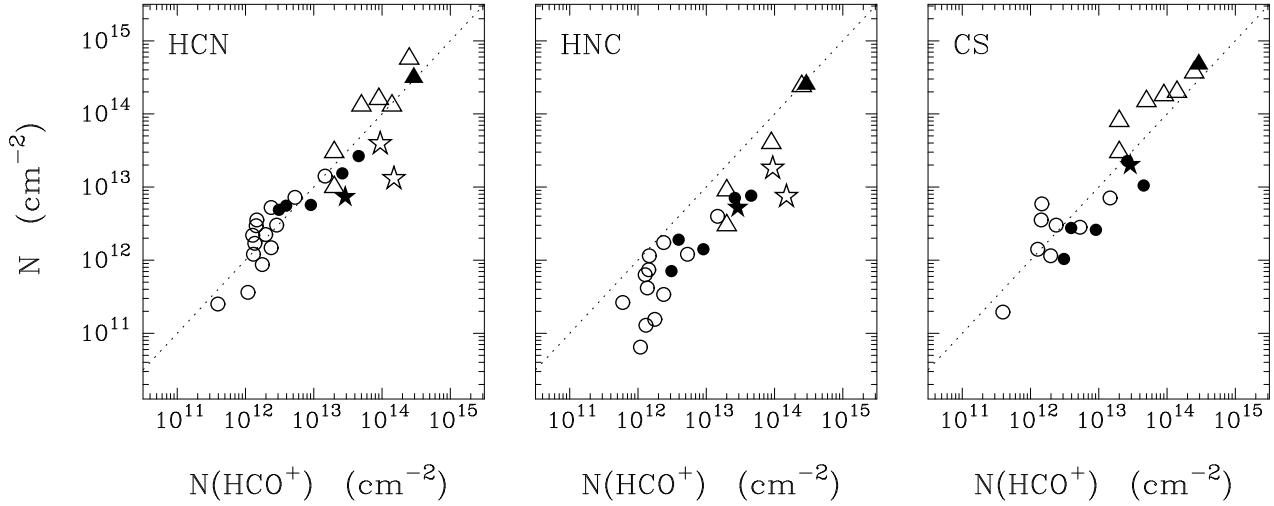 HCN
HNC
CS
10¹⁵
10¹⁴
10¹³
10¹²
10¹¹
N (cm⁻²)
10¹¹ 10¹² 10¹³ 10¹⁴ 10¹⁵
10¹¹ 10¹² 10¹³ 10¹⁴ 10¹⁵
10¹¹ 10¹² 10¹³ 10¹⁴ 10¹⁵
N(HCO⁺) (cm⁻²)
N(HCO⁺) (cm⁻²)
N(HCO⁺) (cm⁻²)